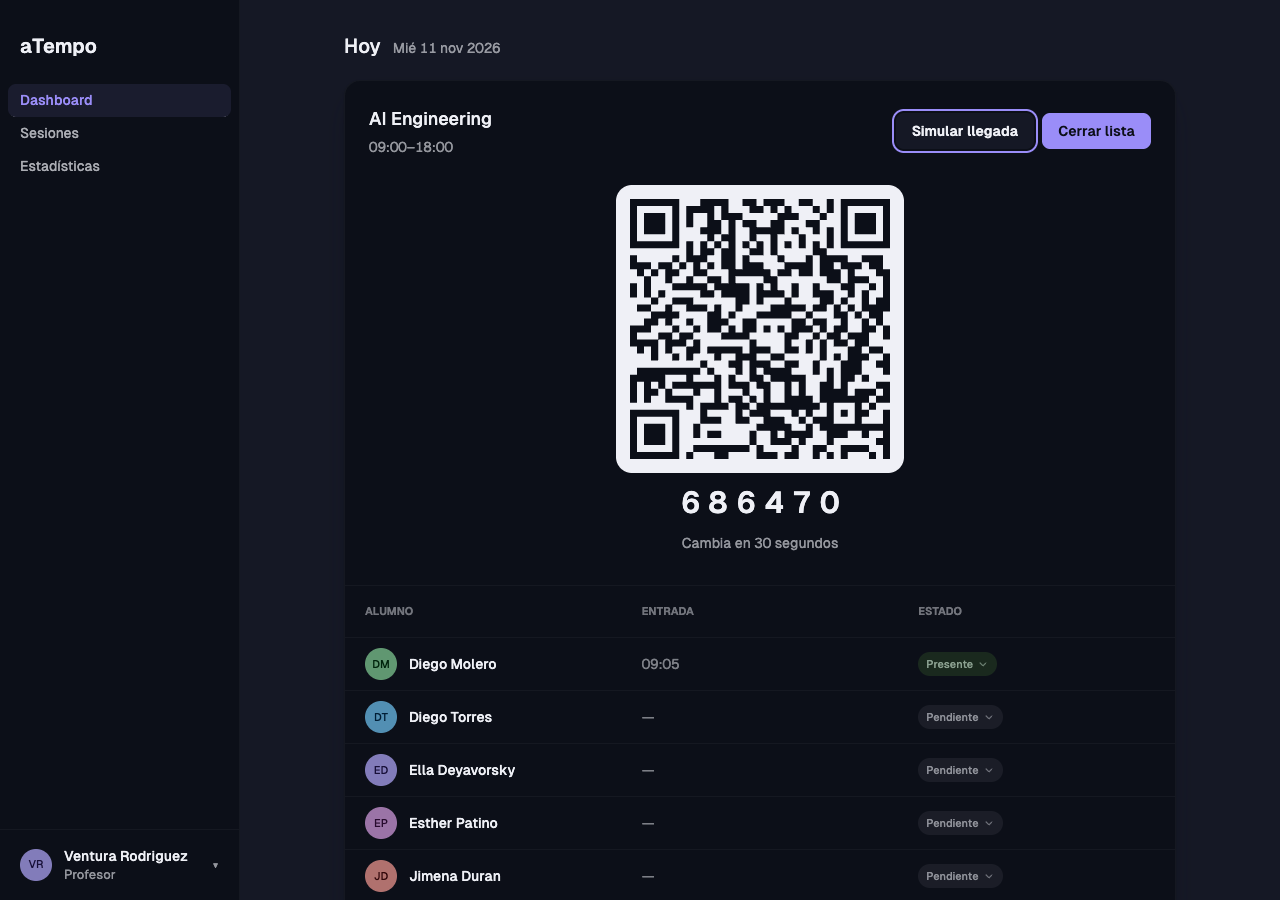 aTempo
Dashboard
Sesiones
Estadísticas
Ventura Rodriguez
VR
Profesor
Hoy Mié 11 nov 2026
AI Engineering
09:00–18:00
Simular llegada
Cerrar lista
686470
Cambia en 30 segundos
ALUMNO ENTRADA ESTADO
DM Diego Molero 09:05 Presente
DT Diego Torres — Pendiente
ED Ella Deyavorsky — Pendiente
EP Esther Patino — Pendiente
JD Jimena Duran — Pendiente